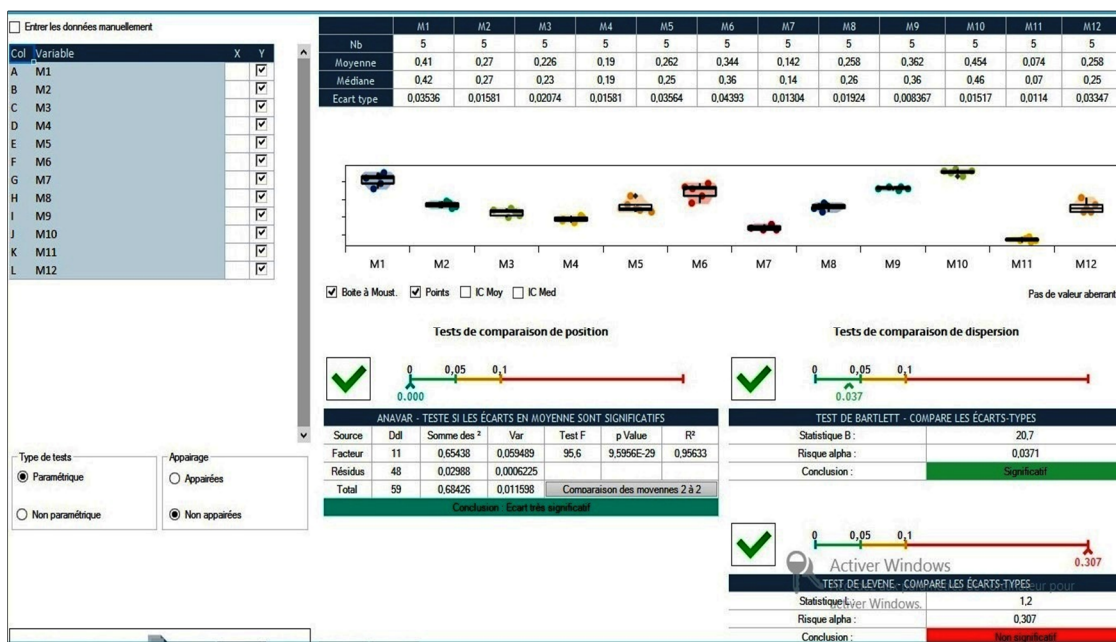 Entrer les données manuellement
Col Variable X Y
A M1
B M2
C M3
D M4
E M5
F M6
G M7
H M8
I M9
J M10
K M11
L M12
M1 M2 M3 M4 M5 M6 M7 M8 M9 M10 M11 M12
Nb 5 5 5 5 5 5 5 5 5 5 5 5
Moyenne 0,41 0,27 0,226 0,19 0,262 0,344 0,142 0,258 0,362 0,454 0,074 0,258
Médiane 0,42 0,27 0,23 0,19 0,25 0,36 0,14 0,26 0,36 0,46 0,07 0,25
Ecart type 0,03536 0,01581 0,02074 0,01581 0,03564 0,04393 0,01304 0,01924 0,008367 0,01517 0,0114 0,03347
M1 M2 M3 M4 M5 M6 M7 M8 M9 M10 M11 M12
Boite à Moust. Points IC Moy IC Med
Pas de valeur aberrant
Tests de comparaison de position
0 0,05 0,1
0.000
ANAVAR - TESTE SI LES ÉCARTS EN MOYENNE SONT SIGNIFICATIFS
Source Ddl Somme des ² Var Test F p Value R²
Facteur 11 0,65438 0,059489 95,6 9,5956E-29 0,95633
Résidus 48 0,02988 0,0006225
Total 59 0,68426 0,011598 Comparaison des moyennes 2 à 2
Conclusion : Ecart très significatif
Tests de comparaison de dispersion
0 0,05 0,1
0.037
TEST DE BARTLETT - COMPARE LES ÉCARTS-TYPES
Statistique B : 20,7
Risque alpha : 0,0371
Conclusion : Significatif
0 0,05 0,1
0.307
Activer Windows
TEST DE LEVENE - COMPARE LES ÉCARTS-TYPES
pour
activer Windows.
Statistique L : 1,2
Risque alpha : 0,307
Conclusion : Non significatif
Type de tests
Paramétrique
Non paramétrique
Appairage
Appairées
Non appairées